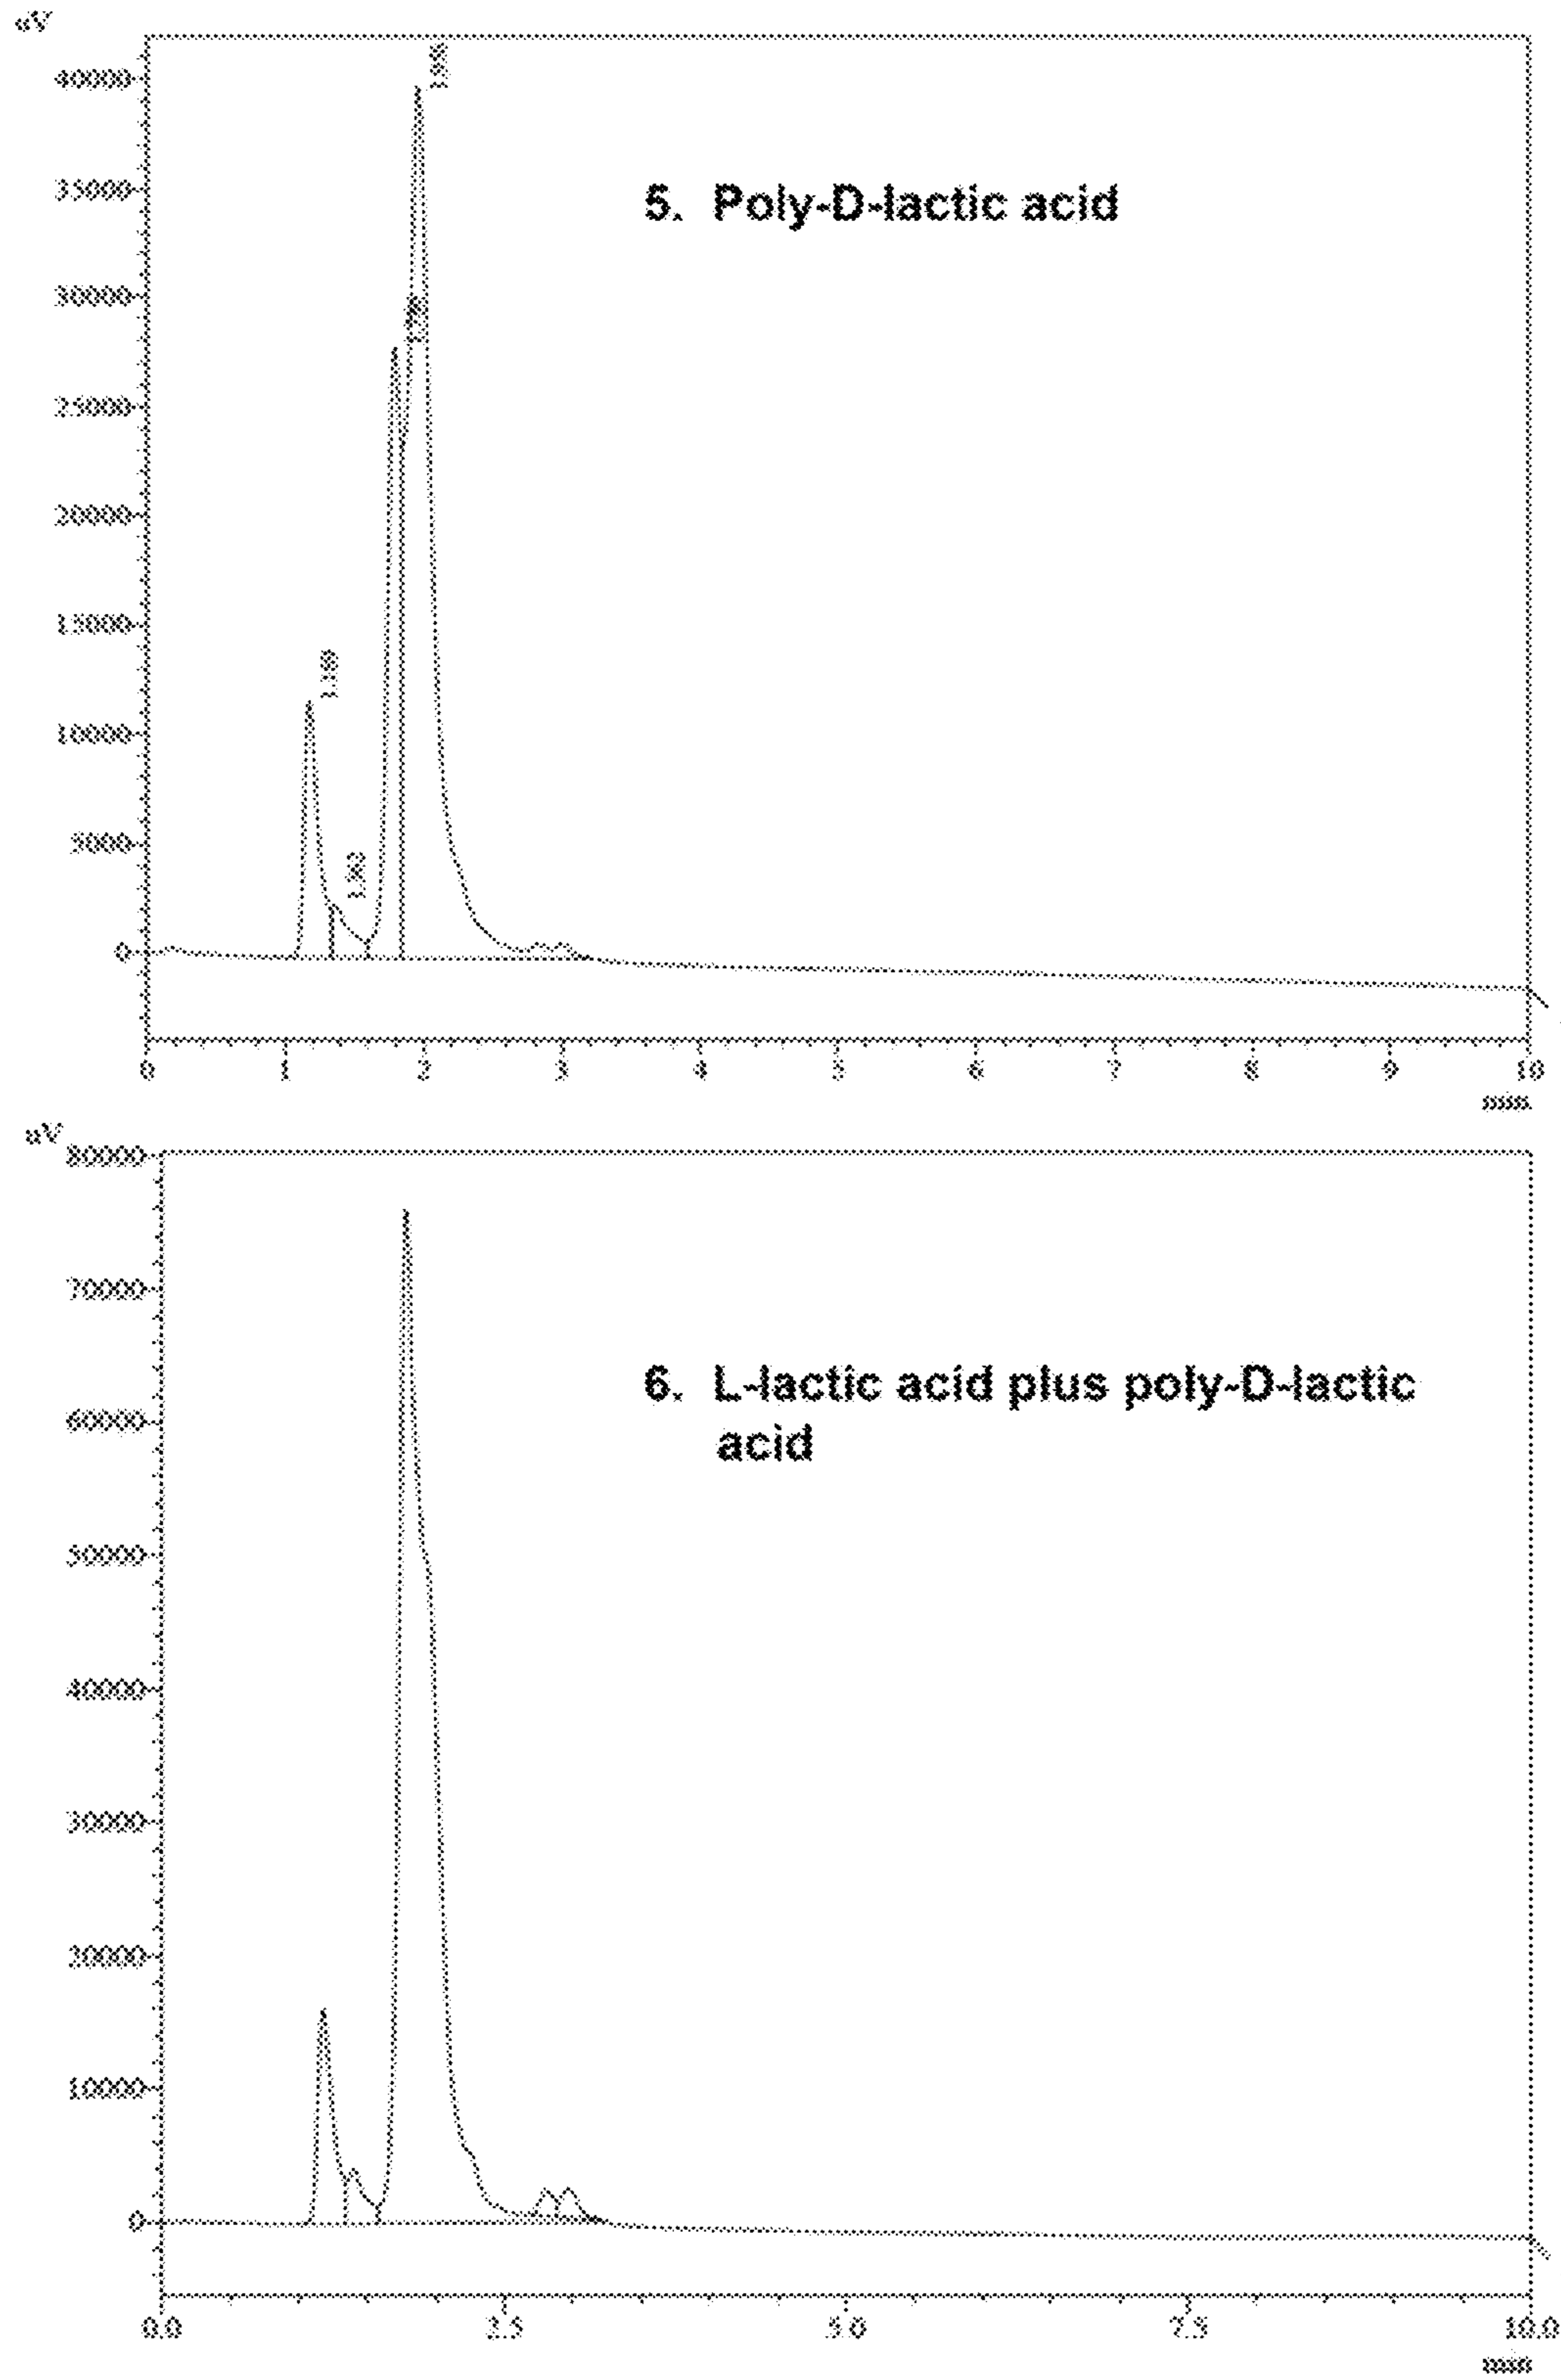 uV
40000
35000
30000
25000
20000
15000
10000
5000
0
5. Poly-D-lactic acid
0 1 2 3 4 5 6 7 8 9 10
min
uV
80000
70000
60000
50000
40000
30000
20000
10000
0
6. L-lactic acid plus poly-D-lactic
acid
0.0 2.5 5.0 7.5 10.0
min